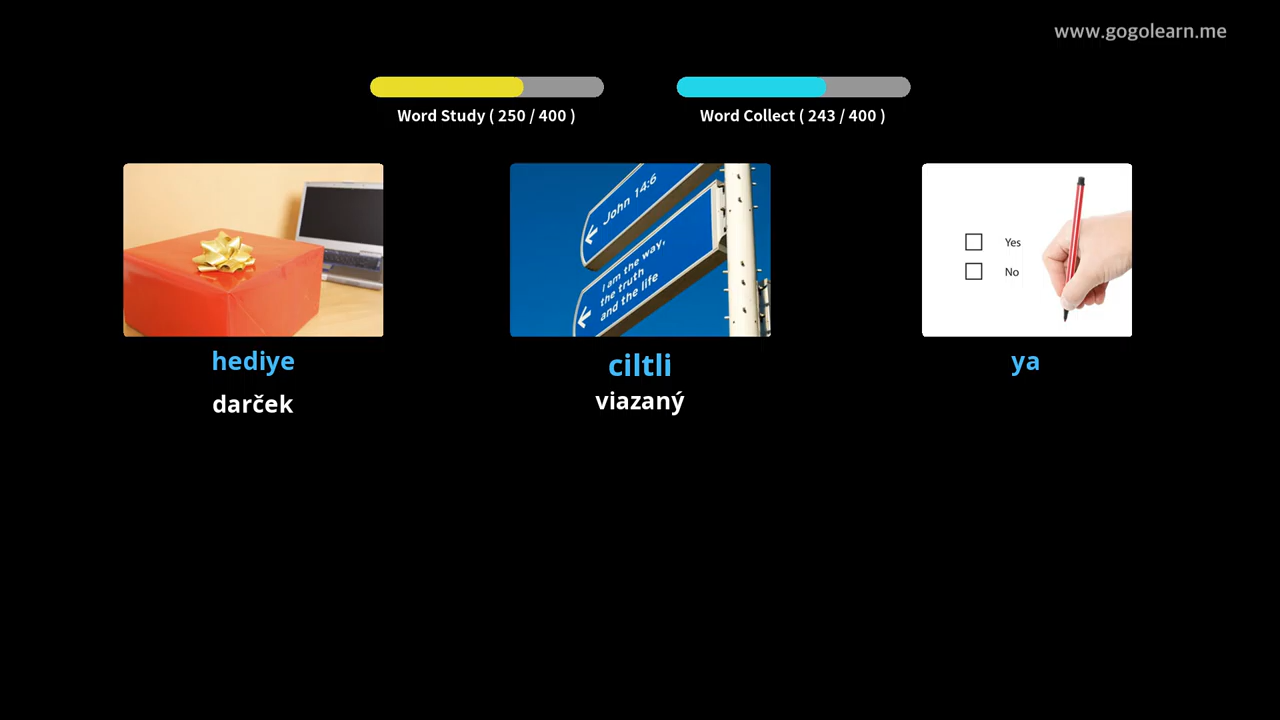 www.gogolearn.me
Word Study ( 250 / 400 )
Word Collect ( 243 / 400 )
John 14:6
I am the way,
the truth
and the life
Yes
No
hediye
darček
ciltli
viazaný
ya